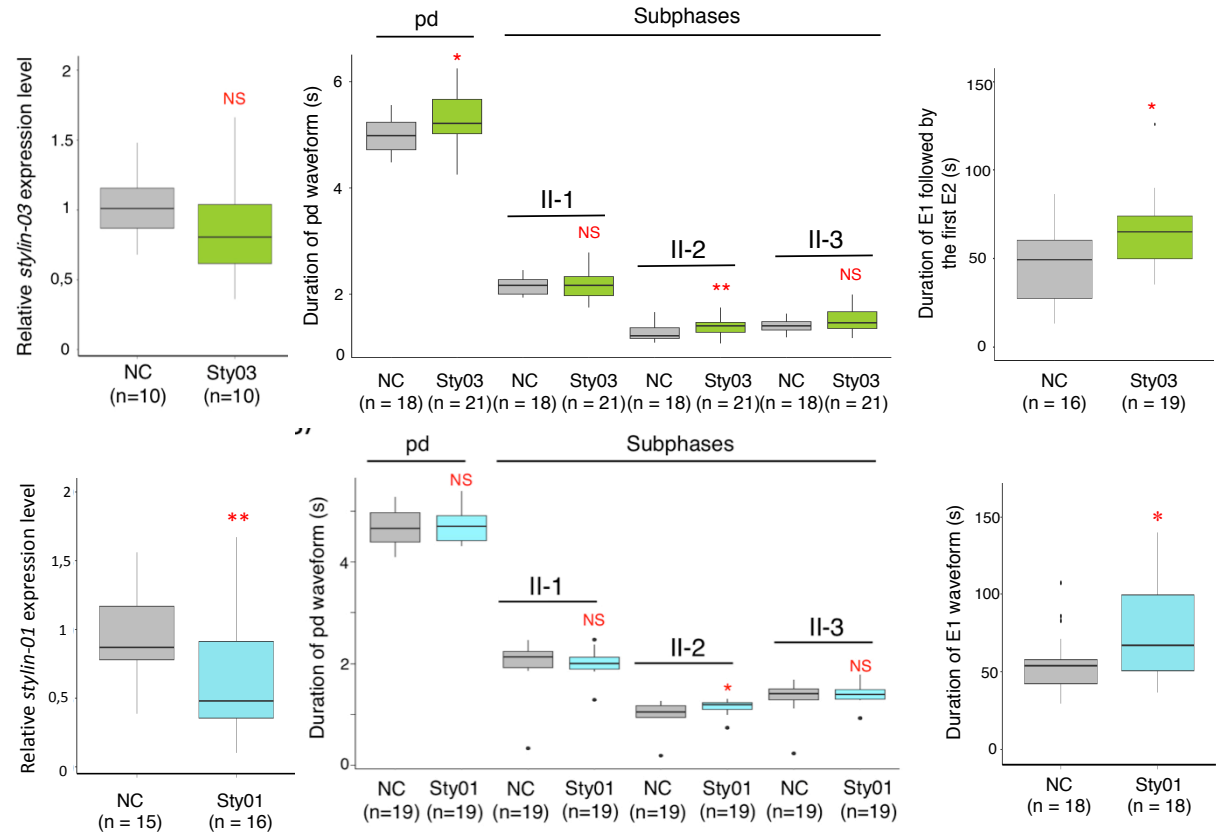 pd
Subphases
Relative stylin-03 expression level
2
1.5
1
0,5
0
NS
NC
Sty03
(n=10)
(n=10)
Duration of pd waveform (s)
6
4
2
0
*
II-1
NS
II-2
**
II-3
NS
NC Sty03 NC Sty03 NC Sty03 NC Sty03
(n = 18) (n = 21) (n = 18) (n = 21) (n = 18) (n = 21) (n = 18) (n = 21)
Duration of E1 followed by
the first E2 (s)
150
100
50
0
*
NC Sty03
(n = 16) (n = 19)
pd
Subphases
Relative stylin-01 expression level
2
1,5
1
0,5
0
**
NC Sty01
(n = 15) (n = 16)
Duration of pd waveform (s)
4
2
0
NS
II-1
NS
II-2
*
II-3
NS
NC Sty01 NC Sty01 NC Sty01 NC Sty01
(n=19) (n=19) (n=19) (n=19) (n=19) (n=19) (n=19) (n=19)
Duration of E1 waveform (s)
150
100
50
0
*
NC Sty01
(n = 18) (n = 18)